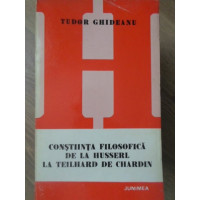 TUDOR GHIDEANU
H
CONȘTIINȚA FILOSOFICĂ
DE LA HUSSERL
LA TEILHARD DE CHARDIN
JUNIMEA